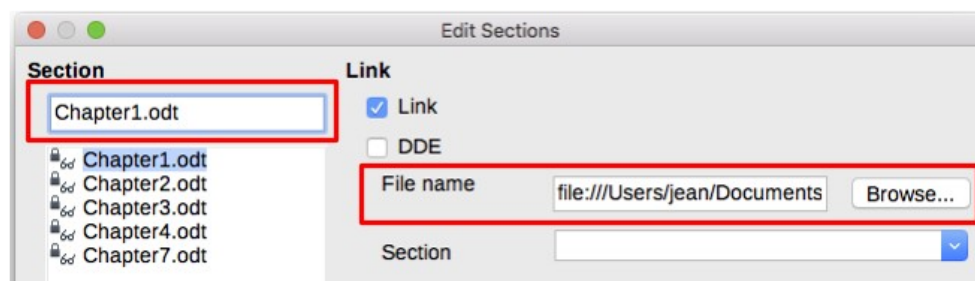 Edit Sections
Section
Chapter1.odt
Chapter1.odt
Chapter2.odt
Chapter3.odt
Chapter4.odt
Chapter7.odt
Link
Link
DDE
File name file:///Users/jean/Documents Browse...
Section